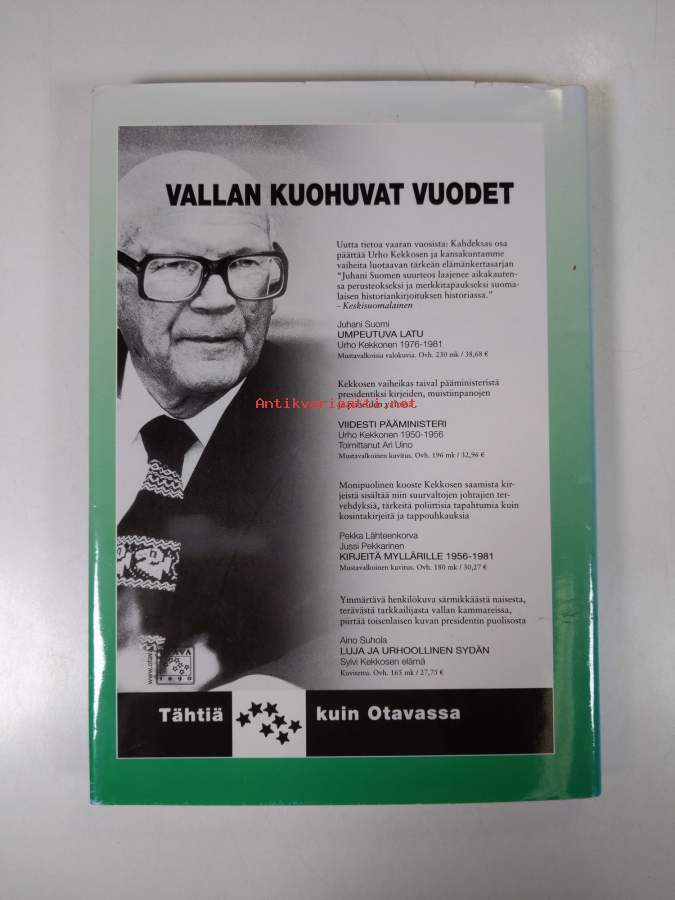 VALLAN KUOHUVAT VUODET
Uutta tietoa vaaran vuosista: Kahdeksas osa
päättää Urho Kekkosen ja kansakuntamme
vaiheita luotaavan tärkeän elämänkertasarjan
“Juhani Suomen suurteos laajenee aikakauten-
sa perusteokseksi ja merkkitapaukseksi suoma-
laisen historiankirjoituksen historiassa.”
- Keskisuomalainen
Juhani Suomi
UMPEUTUVA LATU
Urho Kekkonen 1976-1981
Mustavalkoisia valokuvia. Ovh. 230 mk / 38,68 €
Kekkosen vaiheikas taival pääministeristä
presidentiksi kirjeiden, muistiinpanojen
Antikvariaatti.net
VIIDESTI PÄÄMINISTERI
Urho Kekkonen 1950-1956
Toimittanut Ari Uino
Mustavalkoinen kuvitus. Ovh. 196 mk / 32,96 €
Monipuolinen kooste Kekkosen saamista kir-
jeistä sisältää niin suurvaltojen johtajien ter-
vehdyksiä, tärkeitä poliittisia tapahtumia kuin
kosintakirjeitä ja tappouhkauksia
Pekka Lähteenkorva
Jussi Pekkarinen
KIRJEITÄ MYLLÄRILLE 1956-1981
Mustavalkoinen kuvitus. Ovh. 180 mk / 30,27 €
Ymmärtävä henkilökuva särmikkäästä naisesta,
terävästä tarkkailijasta vallan kammareissa,
piirtää toisenlaisen kuvan presidentin puolisosta
Aino Suhola
LUJA JA URHOOLLINEN SYDÄN
Sylvi Kekkosen elämä
Kuvitettu. Ovh. 165 mk / 27,75 €
1890
Tähtiä kuin Otavassa